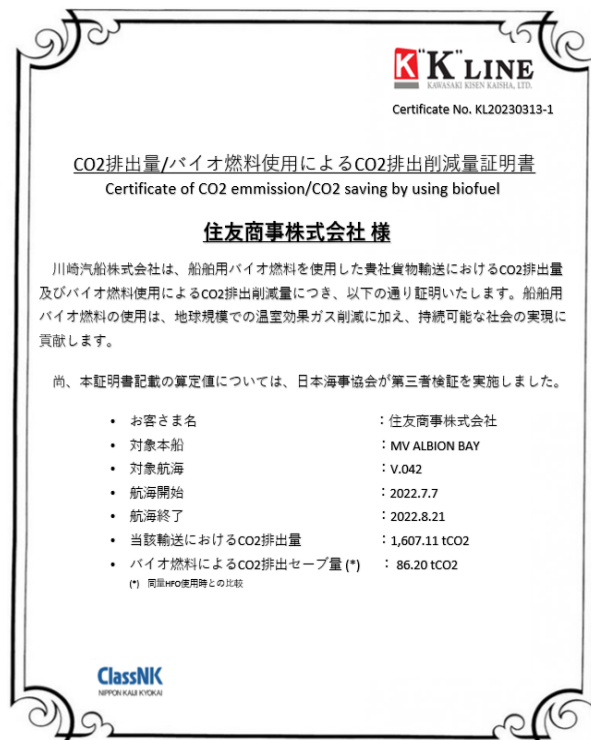 K "K" LINE
KAWASAKI KISEN KAISHA, LTD.
Certificate No. KL20230313-1
CO2排出量/バイオ燃料使用によるCO2排出削減量証明書
Certificate of CO2 emmission/CO2 saving by using biofuel
住友商事株式会社 様
川崎汽船株式会社は、船舶用バイオ燃料を使用した貴社貨物輸送におけるCO2排出量
及びバイオ燃料使用によるCO2排出削減量につき、以下の通り証明いたします。船舶用
バイオ燃料の使用は、地球規模での温室効果ガス削減に加え、持続可能な社会の実現に
貢献します。
尚、本証明書記載の算定値については、日本海事協会が第三者検証を実施しました。
• お客さま名 : 住友商事株式会社
• 対象本船 : MV ALBION BAY
• 対象航海 : V.042
• 航海開始 : 2022.7.7
• 航海終了 : 2022.8.21
• 当該輸送におけるCO2排出量 : 1,607.11 tCO2
• バイオ燃料によるCO2排出セーブ量 (*) : 86.20 tCO2
(*) 同量HFO使用時との比較
ClassNK
NIPPON KAIJI KYOKAI